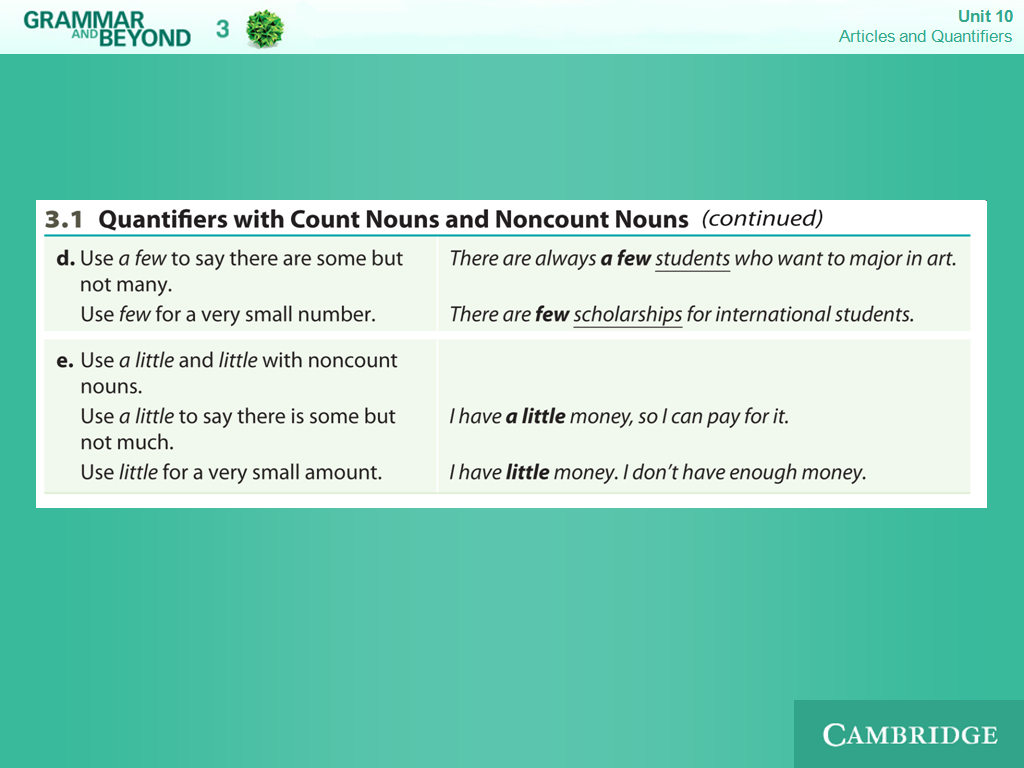 GRAMMAR
AND BEYOND 3
Unit 10
Articles and Quantifiers
3.1 Quantifiers with Count Nouns and Noncount Nouns (continued)
d. Use a few to say there are some but
not many.
There are always a few students who want to major in art.
Use few for a very small number.
There are few scholarships for international students.
e. Use a little and little with noncount
nouns.
Use a little to say there is some but
not much.
I have a little money, so I can pay for it.
Use little for a very small amount.
I have little money. I don't have enough money.
CAMBRIDGE